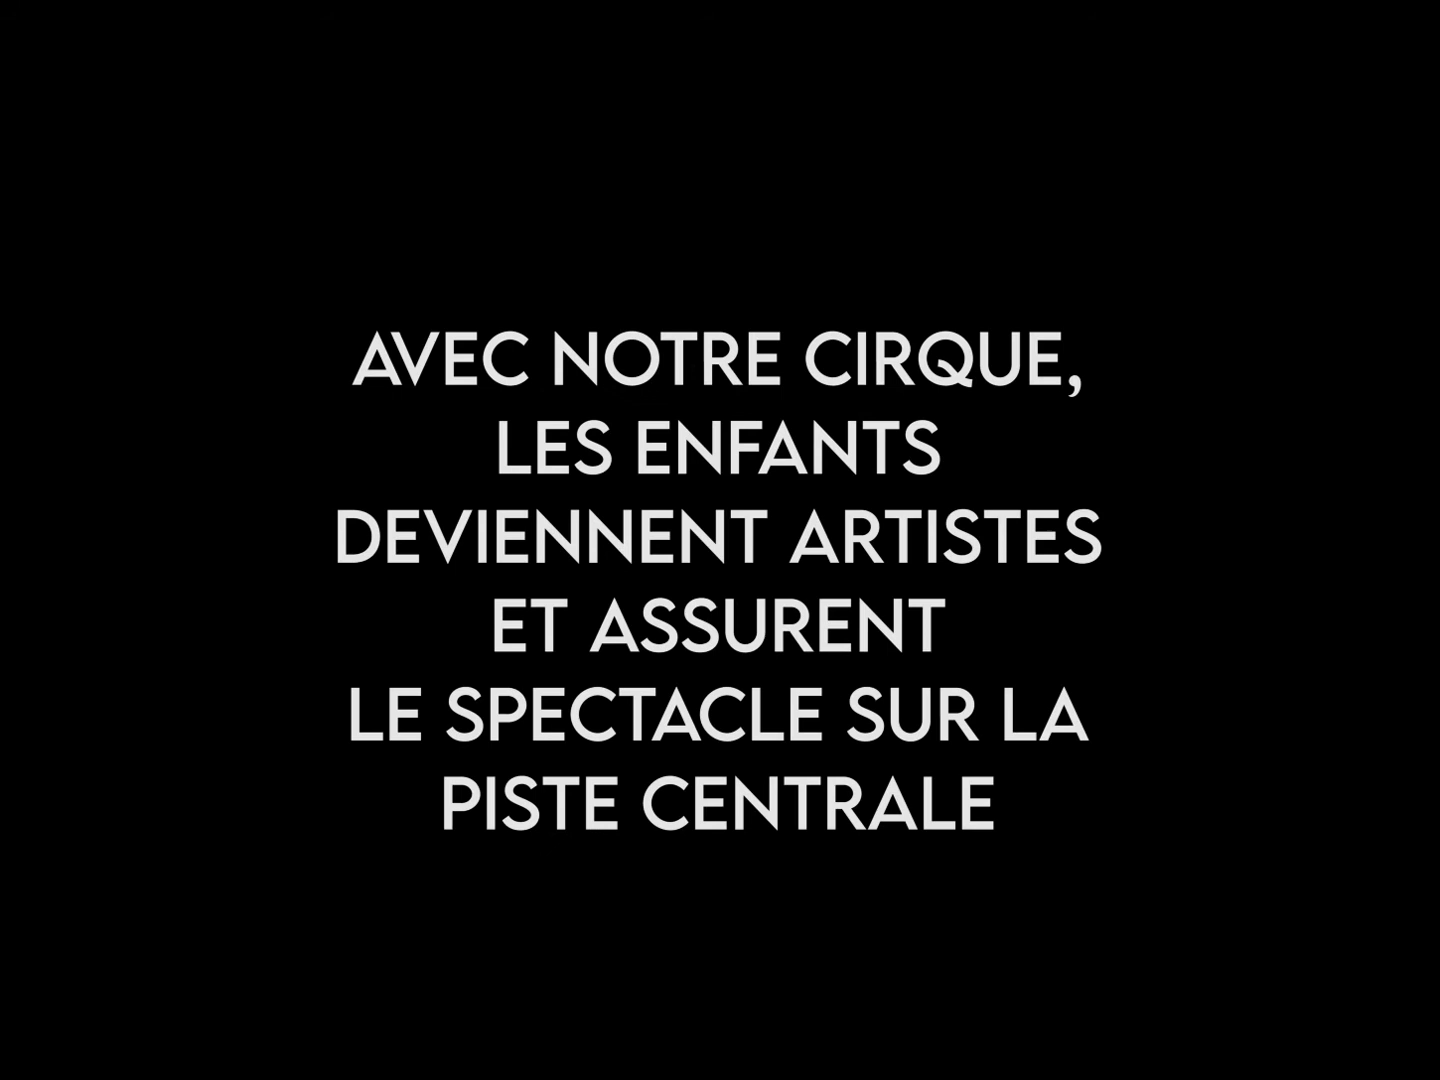 AVEC NOTRE CIRQUE,
LES ENFANTS
DEVIENNENT ARTISTES
ET ASSURENT
LE SPECTACLE SUR LA
PISTE CENTRALE